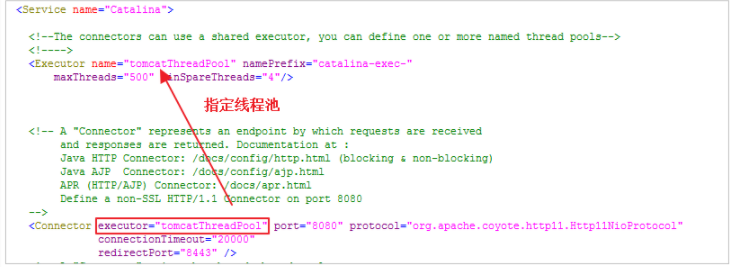 <Service name="Catalina">
<!--The connectors can use a shared executor, you can define one or more named thread pools-->
<!---->
<Executor name="tomcatThreadPool" namePrefix="catalina-exec-"
maxThreads="500" minSpareThreads="4"/>
指定线程池
<!-- A "Connector" represents an endpoint by which requests are received
and responses are returned. Documentation at :
Java HTTP Connector: /docs/config/http.html (blocking & non-blocking)
Java AJP  Connector: /docs/config/ajp.html
APR (HTTP/AJP) Connector: /docs/apr.html
Define a non-SSL HTTP/1.1 Connector on port 8080
-->
<Connector executor="tomcatThreadPool" port="8080" protocol="org.apache.coyote.http11.Http11NioProtocol"
connectionTimeout="20000"
redirectPort="8443" />